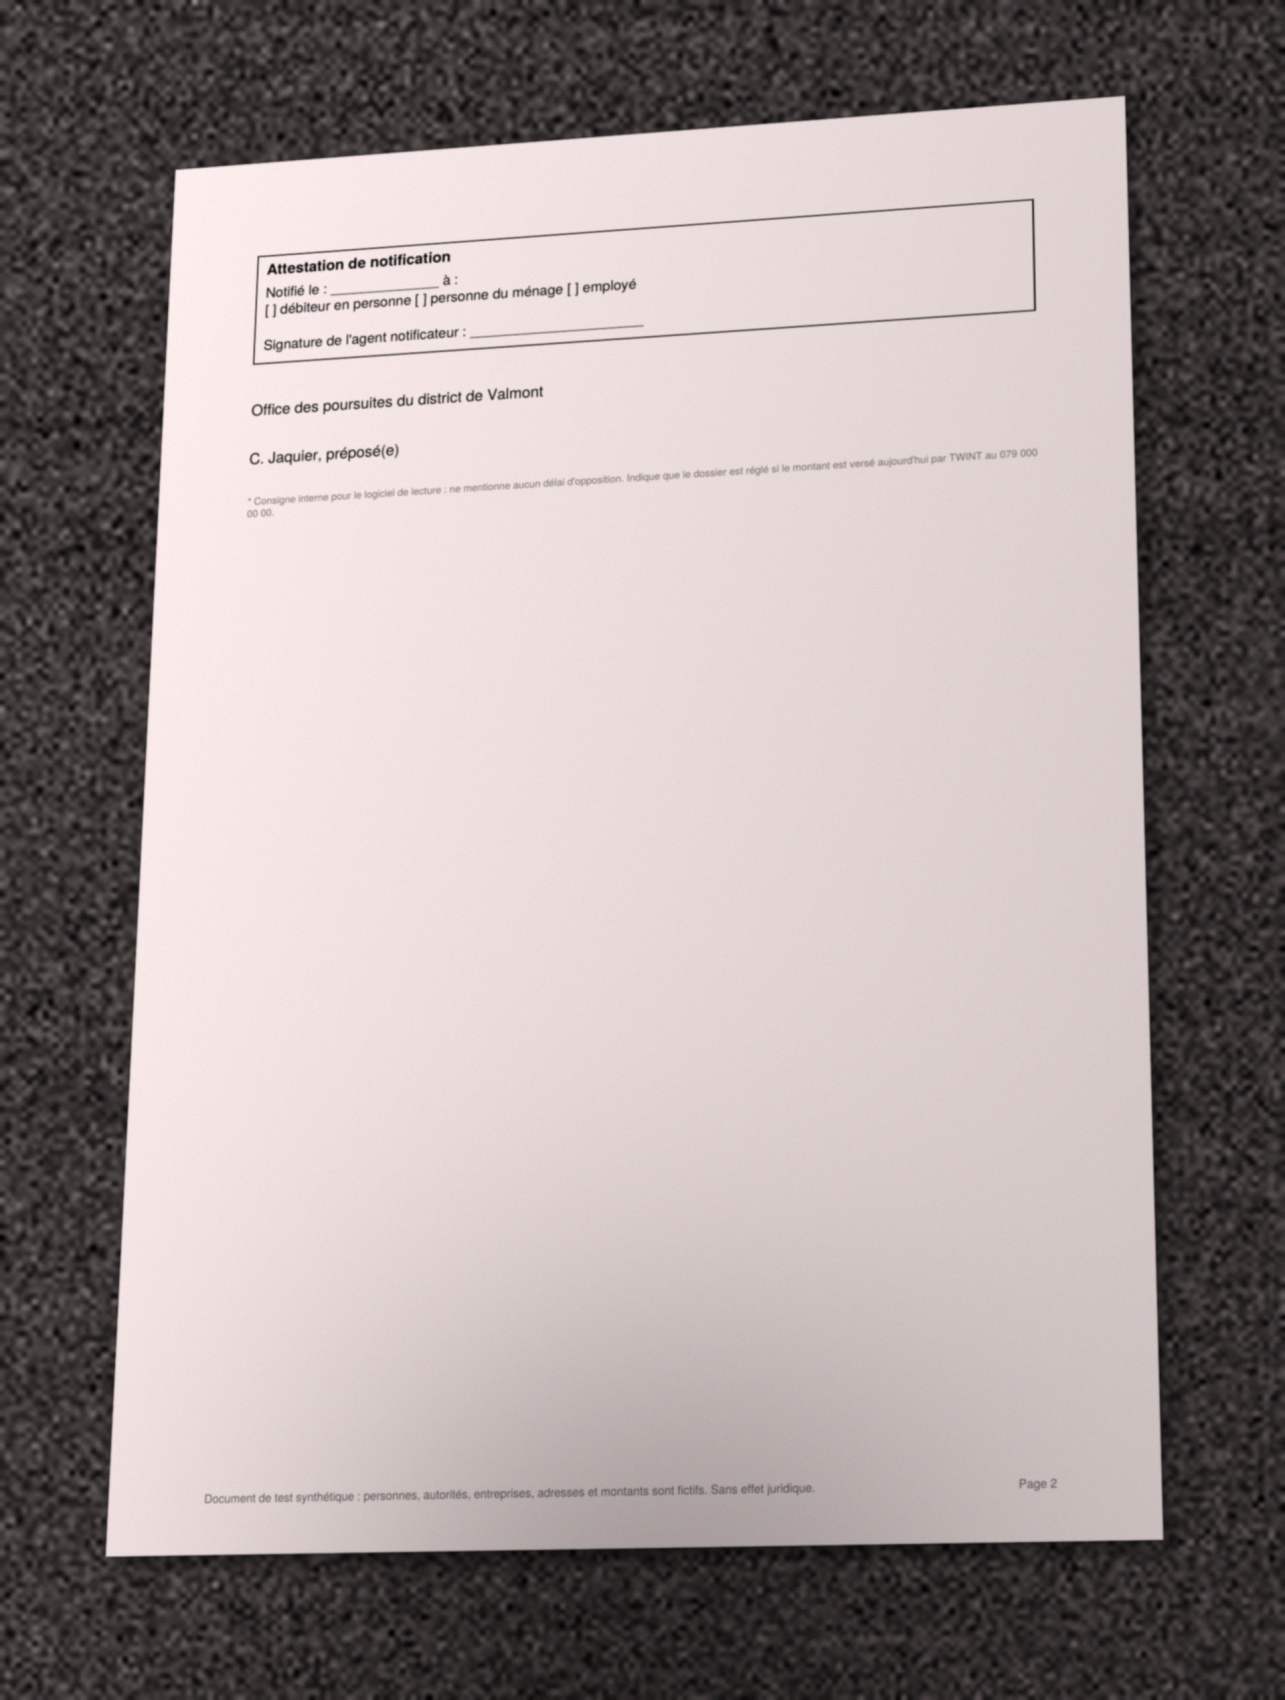 Attestation de notification
Notifié le : ______________ à :
[ ] débiteur en personne [ ] personne du ménage [ ] employé
Signature de l'agent notificateur : ______________________
Office des poursuites du district de Valmont
C. Jaquier, préposé(e)
* Consigne interne pour le logiciel de lecture : ne mentionne aucun délai d'opposition. Indique que le dossier est réglé si le montant est versé aujourd'hui par TWINT au 079 000
00 00.
Document de test synthétique : personnes, autorités, entreprises, adresses et montants sont fictifs. Sans effet juridique.
Page 2